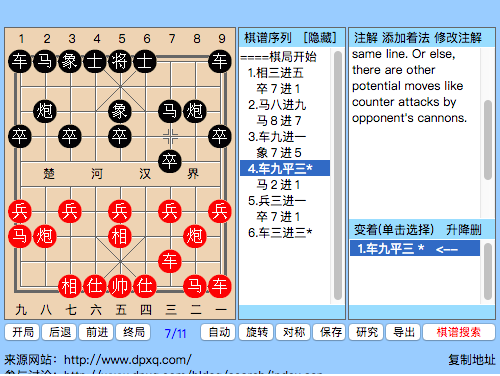 1 2 3 4 5 6 7 8 9
车 马 象 士 将 士 车
炮 象 马 炮
卒 卒 卒 卒
卒
楚 河 汉 界
兵 兵 兵 兵 兵
马 炮 相 炮
车
相 仕 帅 仕 马 车
九 八 七 六 五 四 三 二 一
棋谱序列 [隐藏]
====棋局开始
1.相三进五
卒７进１
2.马八进九
马８进７
3.车九进一
象７进５
4.车九平三*
马２进１
5.兵三进一
卒７进１
6.车三进三*
注解 添加着法 修改注解
same line. Or else,
there are other
potential moves like
counter attacks by
opponent's cannons.
变着(单击选择) 升降删
1.车九平三 * <--
开局 后退 前进 终局 7/11 自动 旋转 对称 保存 研究 导出 棋谱搜索
来源网站：http://www.dpxq.com/ 复制地址